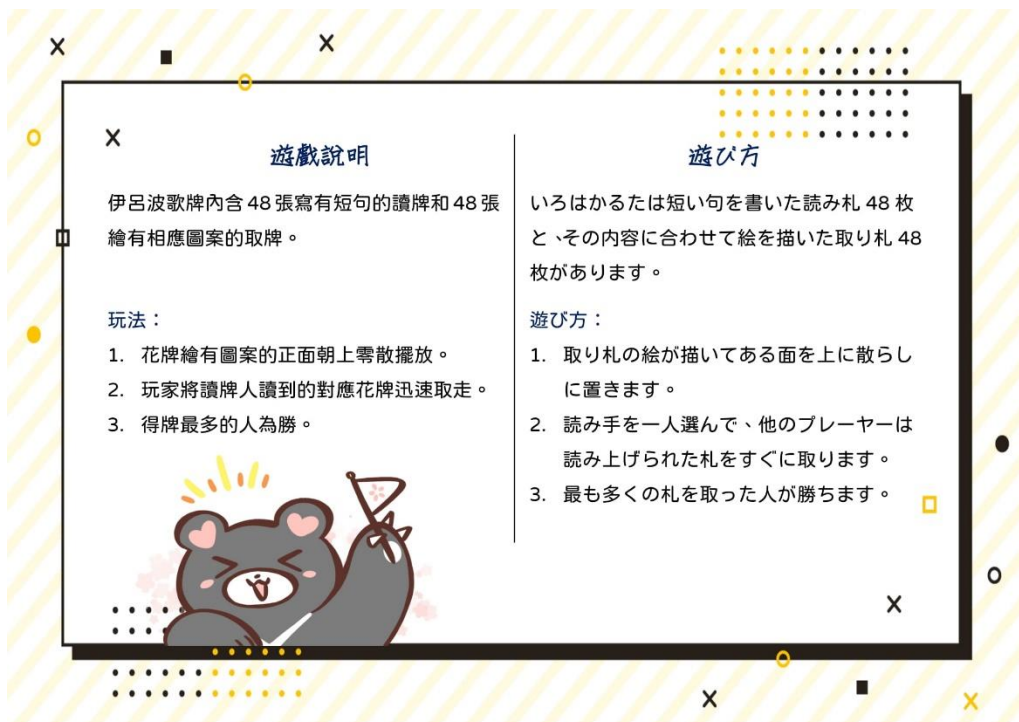 遊戲說明
伊呂波歌牌內含 48 張寫有短句的讀牌和 48 張
繪有相應圖案的取牌。
玩法：
1. 花牌繪有圖案的正面朝上零散擺放。
2. 玩家將讀牌人讀到的對應花牌迅速取走。
3. 得牌最多的人為勝。
遊び方
いろはかるたは短い句を書いた読み札 48 枚
と、その内容に合わせて絵を描いた取り札 48
枚があります。
遊び方：
1. 取り札の絵が描いてある面を上に散らし
に置きます。
2. 読み手を一人選んで、他のプレーヤーは
読み上げられた札をすぐに取ります。
3. 最も多くの札を取った人が勝ちます。